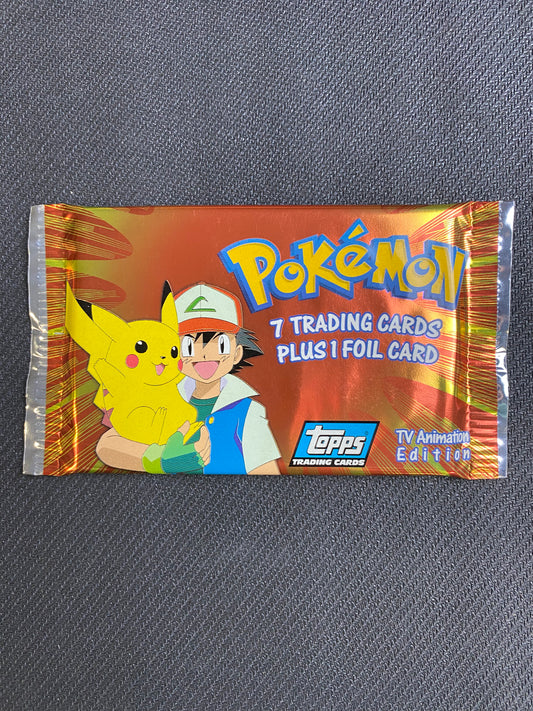 POKéMON
7 TRADING CARDS
PLUS 1 FOIL CARD
Topps
TRADING CARDS
TV Animation
Edition